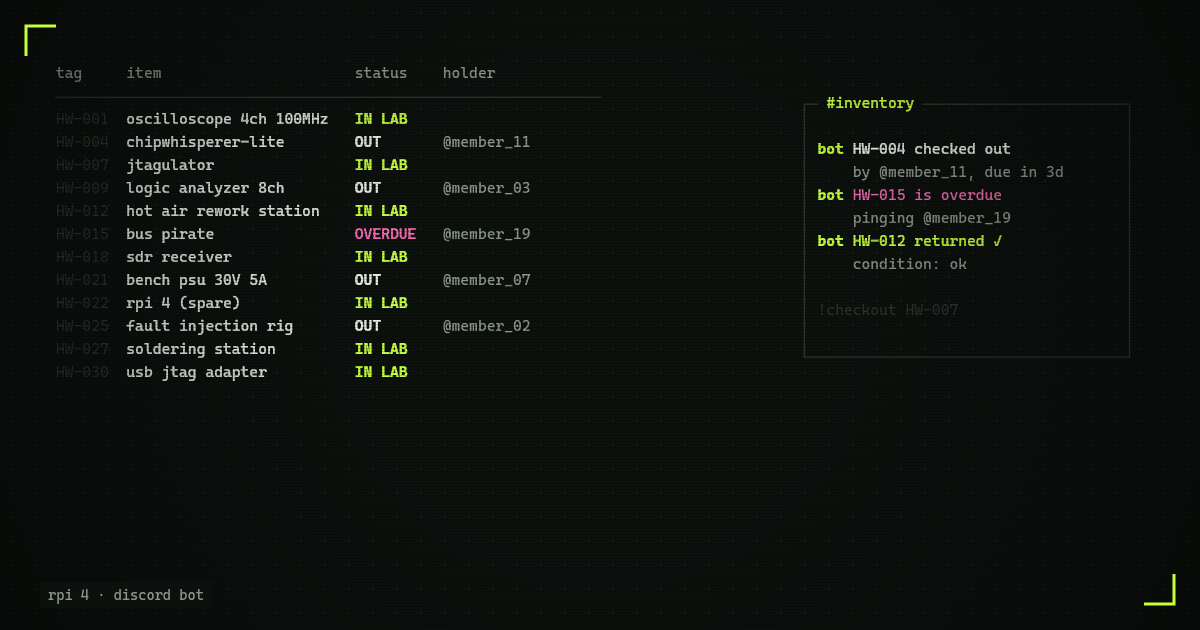 tag item status holder
HW-001 oscilloscope 4ch 100MHz IN LAB
HW-004 chipwhisperer-lite OUT @member_11
HW-007 jtagulator IN LAB
HW-009 logic analyzer 8ch OUT @member_03
HW-012 hot air rework station IN LAB
HW-015 bus pirate OVERDUE @member_19
HW-018 sdr receiver IN LAB
HW-021 bench psu 30V 5A OUT @member_07
HW-022 rpi 4 (spare) IN LAB
HW-025 fault injection rig OUT @member_02
HW-027 soldering station IN LAB
HW-030 usb jtag adapter IN LAB
#inventory
bot HW-004 checked out
by @member_11, due in 3d
bot HW-015 is overdue
pinging @member_19
bot HW-012 returned ✓
condition: ok
!checkout HW-007
rpi 4 · discord bot